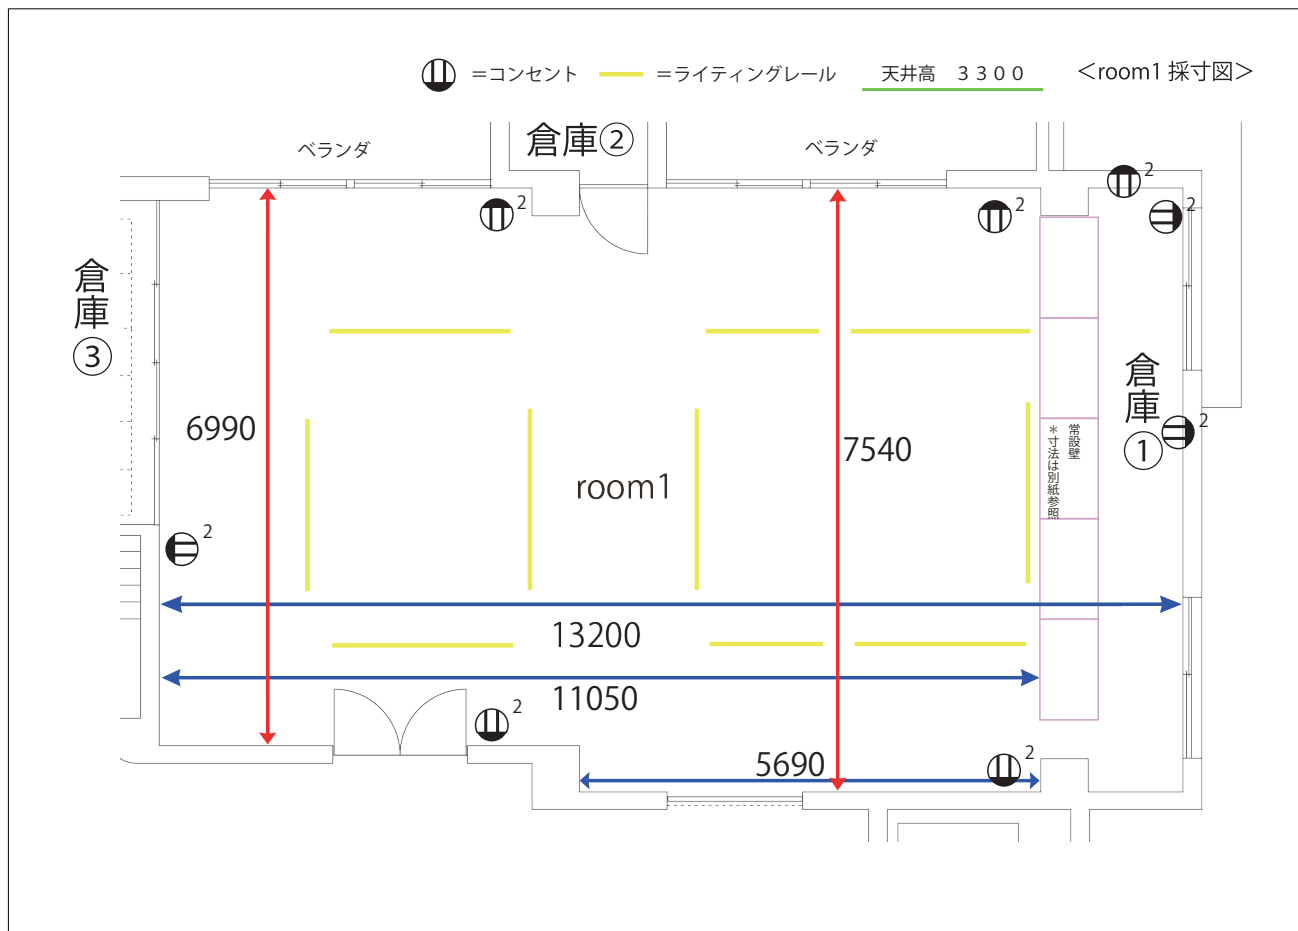 ＝コンセント
＝ライティングレール
天井高　３３００
＜room1 採寸図＞
ベランダ
倉庫②
ベランダ
2
2
2
2
倉庫③
倉庫①
2
6990
7540
常設壁
＊寸法は別紙参照
room1
2
13200
11050
2
5690
2